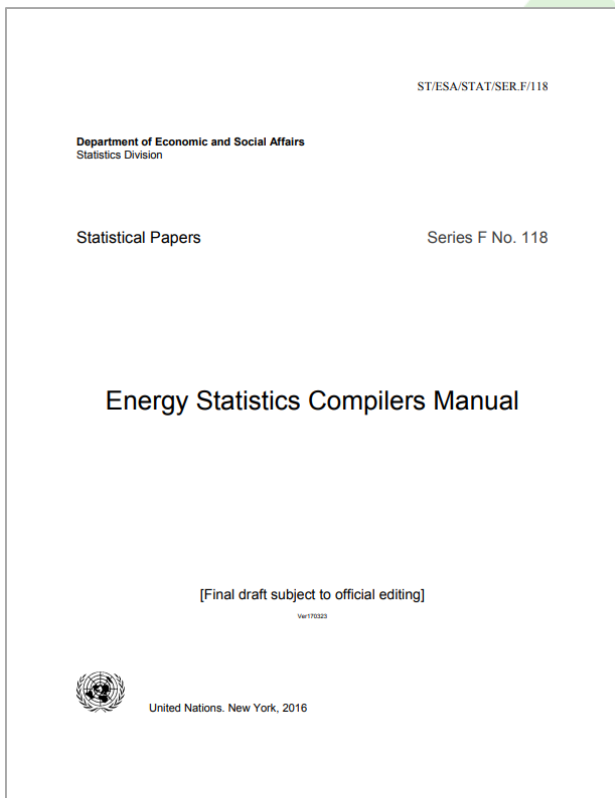 ST/ESA/STAT/SER.F/118
Department of Economic and Social Affairs
Statistics Division
Statistical Papers Series F No. 118
Energy Statistics Compilers Manual
[Final draft subject to official editing]
Ver170323
United Nations. New York, 2016